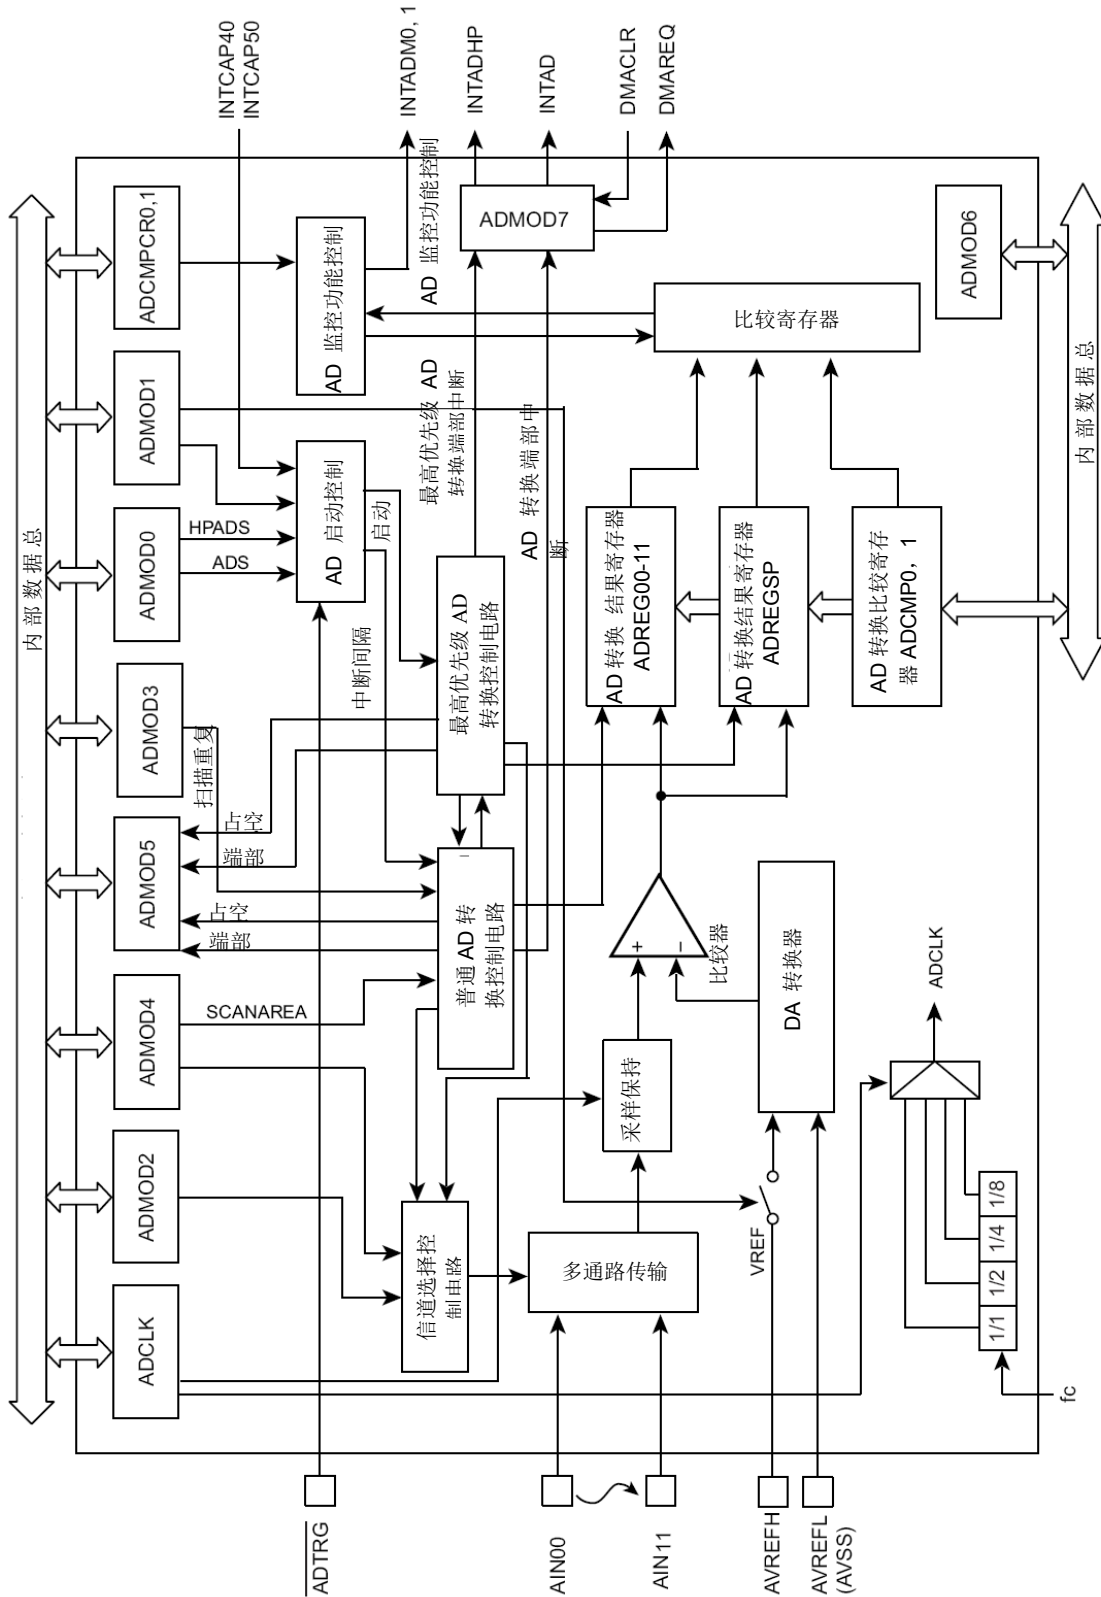 内部数据总
ADCLK
ADMOD2
ADMOD4
ADMOD5
ADMOD3
ADMOD0
ADMOD1
ADCMPCR0,1
INTCAP40
INTCAP50
SCANAREA
端部
占空
端部
占空
扫描重复
ADS
HPADS
AD 启动控制
AD 监控功能控制
INTADM0, 1
AD 监控功能控制
中断间隔
启动
信道选择控
制电路
普通 AD 转
换控制电路
最高优先级 AD
转换控制电路
最高优先级 AD
转换端部中断
AD 转换端部中
断
ADMOD7
INTADHP
INTAD
DMACLR
DMAREQ
ADTRG
AIN00
AIN11
多通路传输
采样保持
+
−
比较器
AD 转换 结果寄存器
ADREG00-11
AD 转换结果寄存器
ADREGSP
AD 转换比较寄存
器 ADCMP0, 1
比较寄存器
AVREFH
AVREFL
(AVSS)
VREF
DA 转换器
ADCLK
1/1
1/2
1/4
1/8
fc
ADMOD6
内部数据总